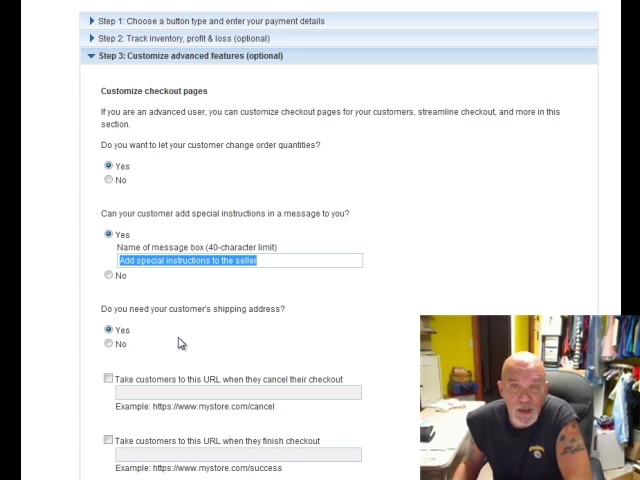 Step 1: Choose a button type and enter your payment details
Step 2: Track inventory, profit & loss (optional)
Step 3: Customize advanced features (optional)
Customize checkout pages
If you are an advanced user, you can customize checkout pages for your customers, streamline checkout, and more in this
section.
Do you want to let your customer change order quantities?
Yes
No
Can your customer add special instructions in a message to you?
Yes
Name of message box (40-character limit)
Add special instructions to the seller
No
Do you need your customer's shipping address?
Yes
No
Take customers to this URL when they cancel their checkout
Example: https://www.mystore.com/cancel
Take customers to this URL when they finish checkout
Example: https://www.mystore.com/success